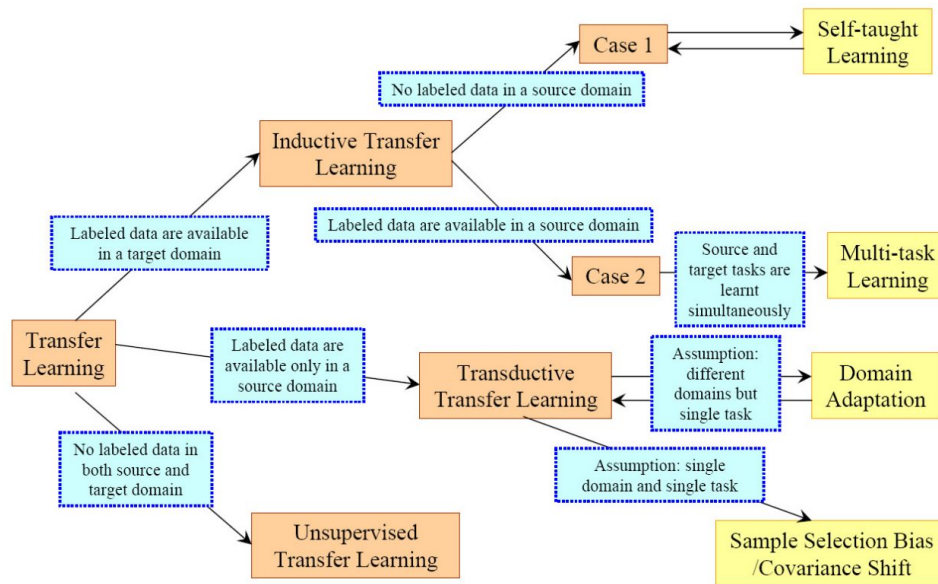 Case 1
Self-taught
Learning
No labeled data in a source domain
Inductive Transfer
Learning
Labeled data are available
in a target domain
Labeled data are available in a source domain
Case 2
Source and
target tasks are
learnt
simultaneously
Multi-task
Learning
Transfer
Learning
Labeled data are
available only in a
source domain
Transductive
Transfer Learning
Assumption:
different
domains but
single task
Domain
Adaptation
No labeled data in
both source and
target domain
Assumption: single
domain and single task
Unsupervised
Transfer Learning
Sample Selection Bias
/Covariance Shift